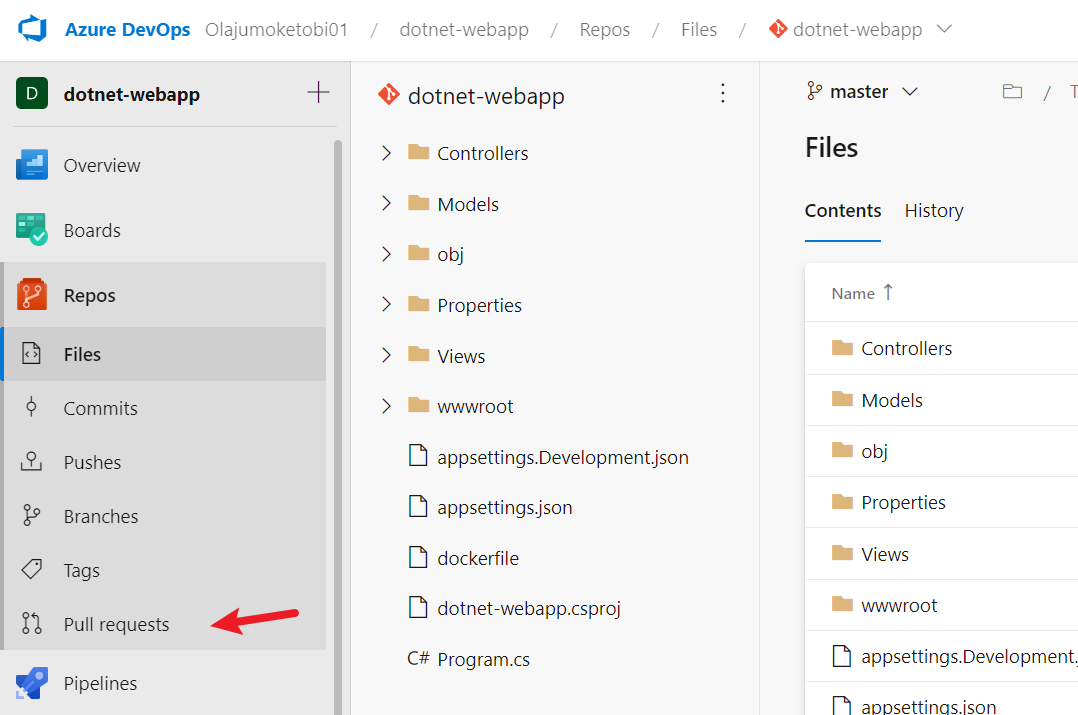 Azure DevOps Olajumoketobi01 / dotnet-webapp / Repos / Files / dotnet-webapp
D dotnet-webapp
Overview
Boards
Repos
Files
Commits
Pushes
Branches
Tags
Pull requests
Pipelines
dotnet-webapp
Controllers
Models
obj
Properties
Views
wwwroot
appsettings.Development.json
appsettings.json
dockerfile
dotnet-webapp.csproj
C# Program.cs
master / T
Files
Contents History
Name ↑
Controllers
Models
obj
Properties
Views
wwwroot
appsettings.Development.
appsettings.json